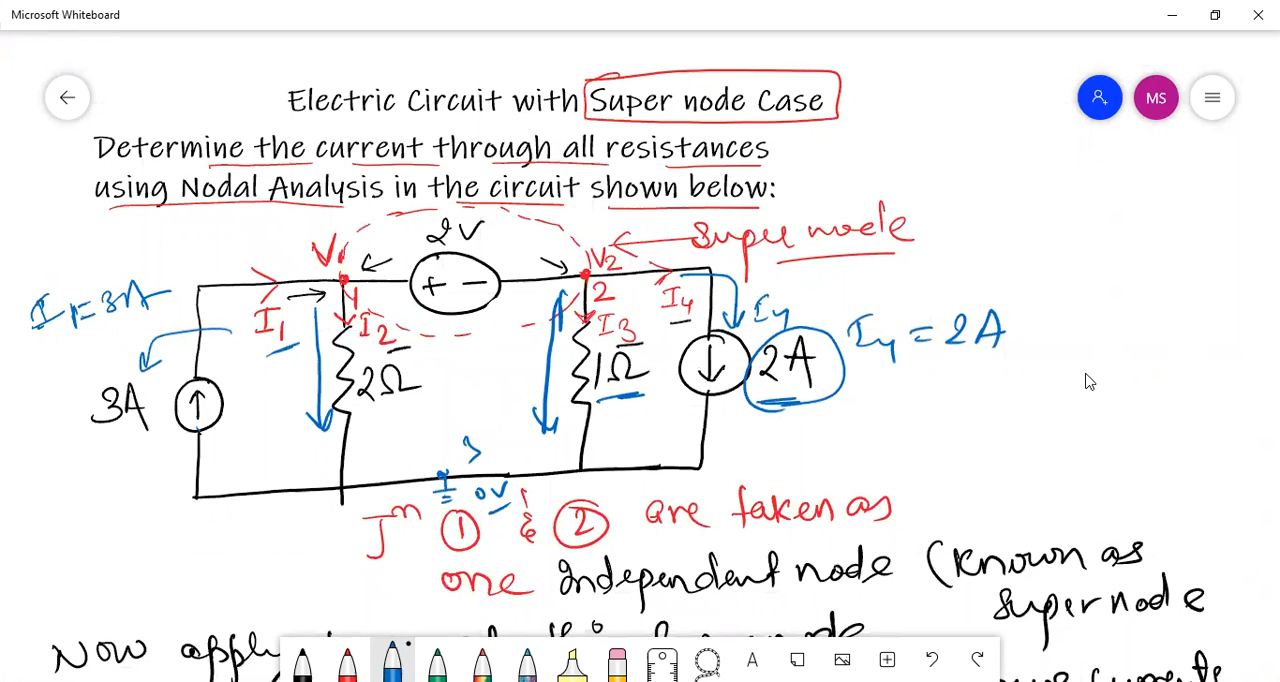 Microsoft Whiteboard
Electric Circuit with Super node Case
MS
Determine the current through all resistances
using Nodal Analysis in the circuit shown below:
2V
Super node
V1
V2
+ -
1
2
I1=3A
I1
I2
I3
I4
I4
I4 = 2A
3A
2Ω
1Ω
2A
0V
Jⁿ ① & ② are taken as
one Independent node (known as
super node
Now apply